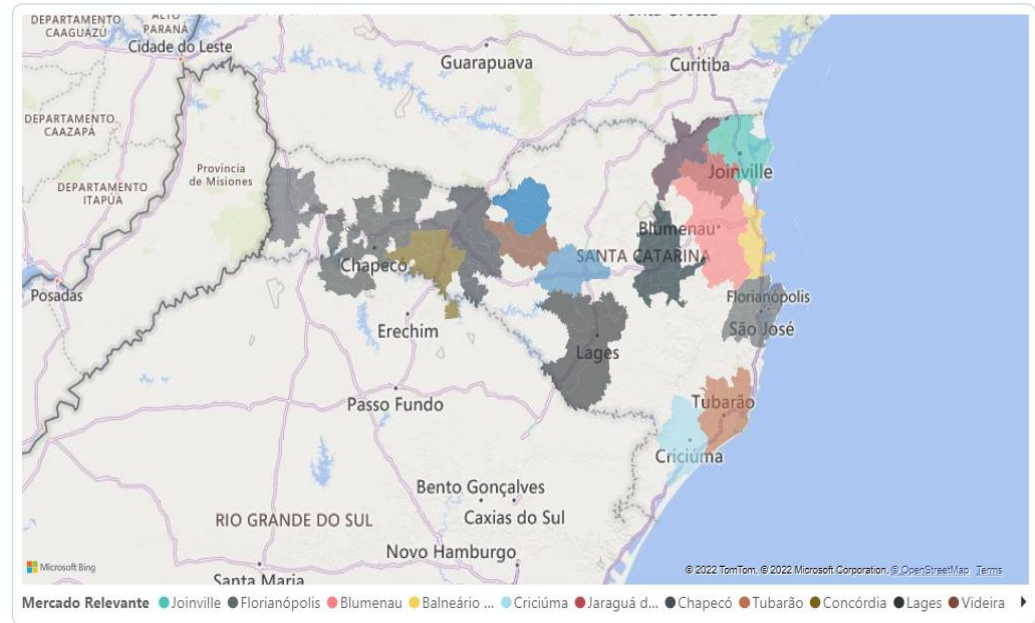 DEPARTAMENTO
CAAGUAZÚ
ALTO
PARANÁ
Cidade do Leste
Guarapuava
Curitiba
DEPARTAMENTO
CAAZAPÁ
Província
de Misiones
DEPARTAMENTO
ITAPÚA
Joinville
Blumenau
SANTA CATARINA
Chapecó
Posadas
Florianópolis
São José
Erechim
Lages
Passo Fundo
Tubarão
Criciúma
Bento Gonçalves
RIO GRANDE DO SUL
Caxias do Sul
Novo Hamburgo
Microsoft Bing
© 2022 TomTom, © 2022 Microsoft Corporation, © OpenStreetMap Terms
Santa Maria
Mercado Relevante Joinville Florianópolis Blumenau Balneário ... Criciúma Jaraguá d... Chapecó Tubarão Concórdia Lages Videira